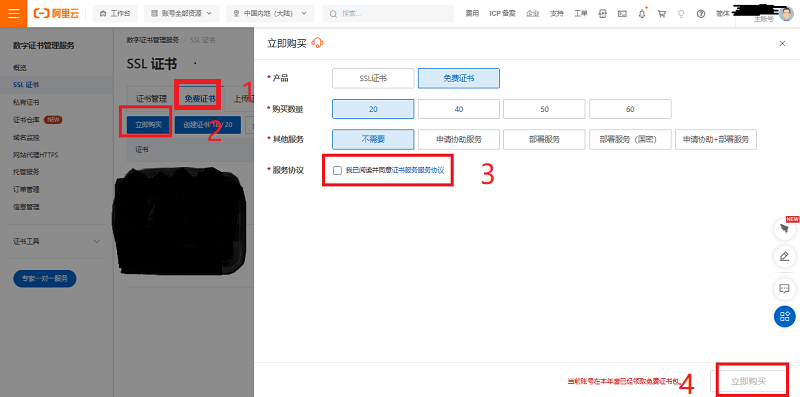 阿里云 工作台 账号全部资源 中国内地（大陆） 搜索... 费用 ICP 备案 企业 支持 工单 简体
主账号
数字证书管理服务
概览
SSL 证书
私有证书
证书仓库 NEW
域名监控
网站代理HTTPS
托管服务
订单管理
信息管理
证书工具
专家一对一服务
数字证书管理服务 / SSL 证书
SSL 证书
证书管理 免费证书 上传证 1
立即购买 创建证书 20
2
证书
立即购买
* 产品 SSL证书 免费证书
* 购买数量 20 40 50 60
* 其他服务 不需要 申请协助服务 部署服务 部署服务（国密） 申请协助+部署服务
* 服务协议 我已阅读并同意证书服务服务协议 3
NEW
当前账号在本年度已经领取免费证书包。 4 立即购买